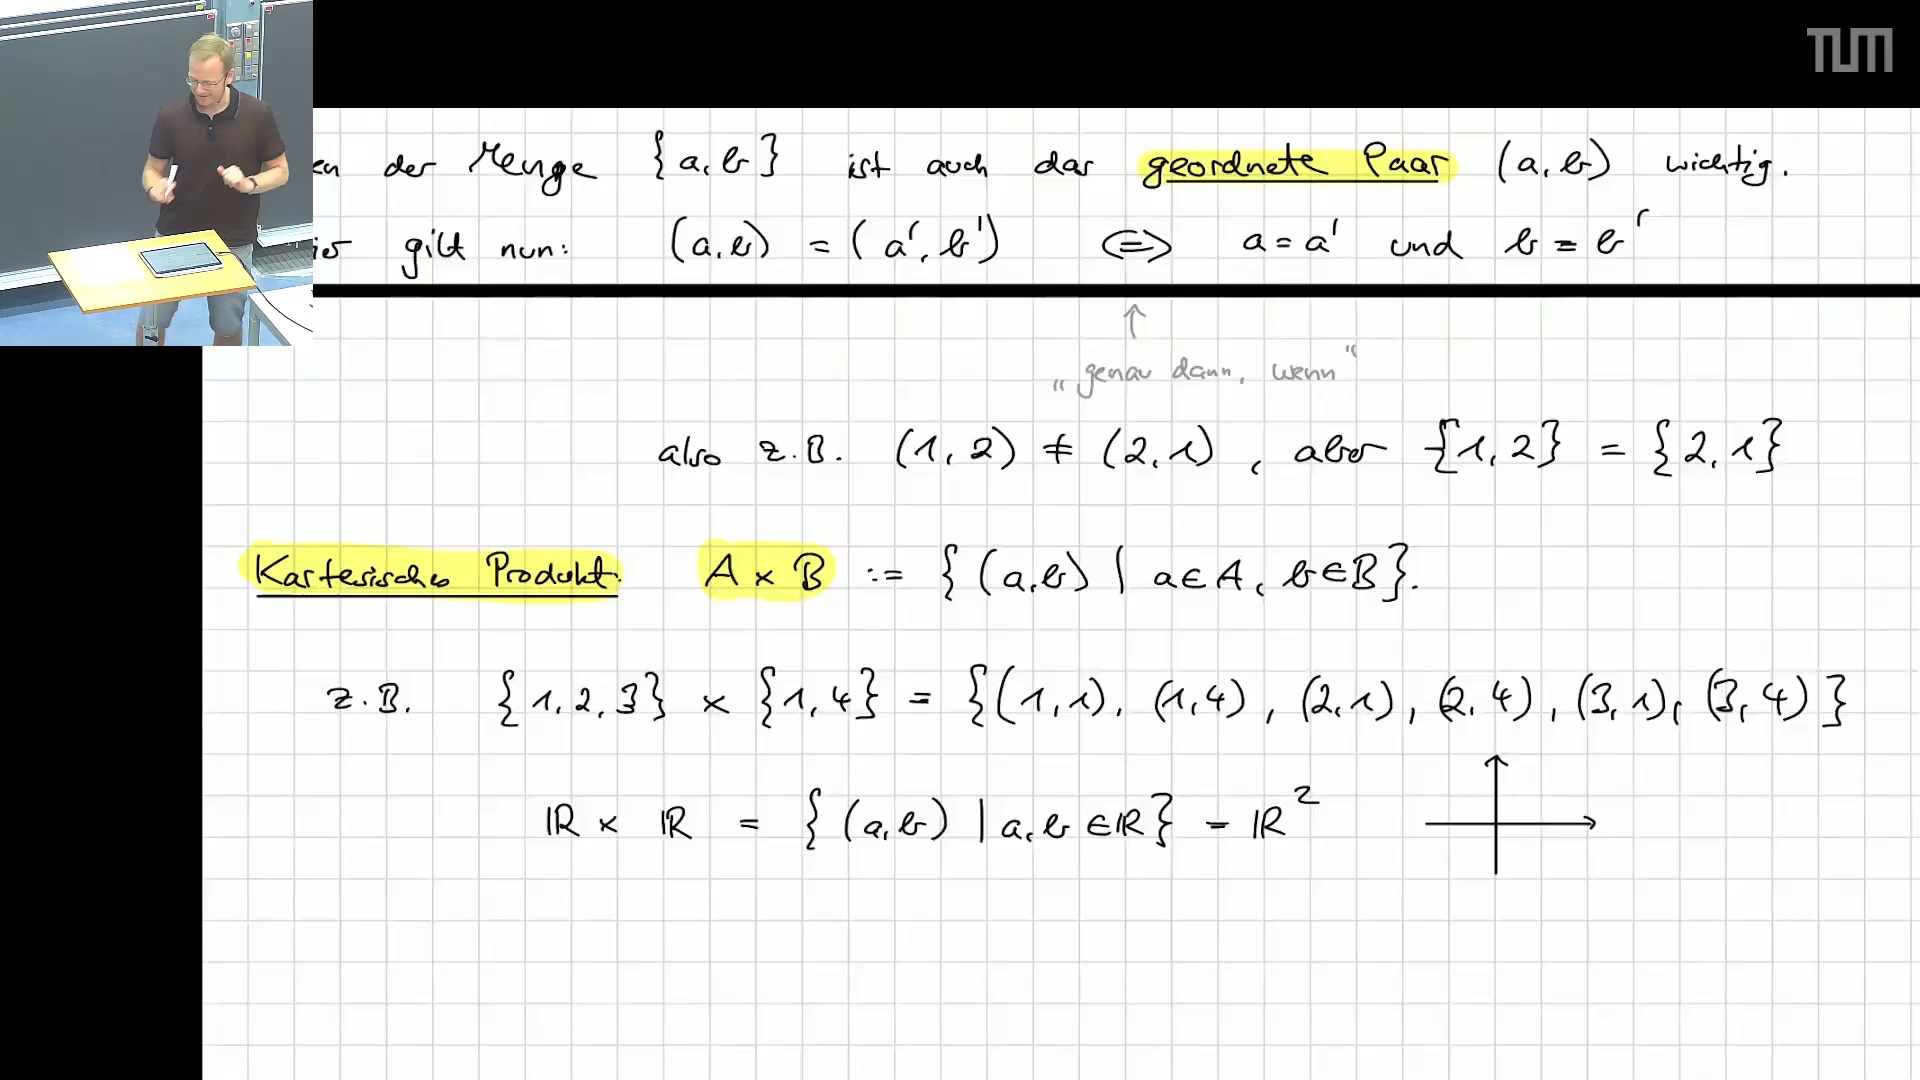 TUM
en der Menge {a, b} ist auch das geordnete Paar (a, b) wichtig.
ier gilt nun: (a, b) = (a', b') ⇔ a = a' und b = b'
↑
„genau dann, wenn“
also z.B. (1, 2) ≠ (2, 1), aber {1, 2} = {2, 1}
Kartesisches Produkt: A × B := {(a, b) | a ∈ A, b ∈ B}.
z.B. {1, 2, 3} × {1, 4} = {(1, 1), (1, 4), (2, 1), (2, 4), (3, 1), (3, 4)}
ℝ × ℝ = {(a, b) | a, b ∈ ℝ} = ℝ²